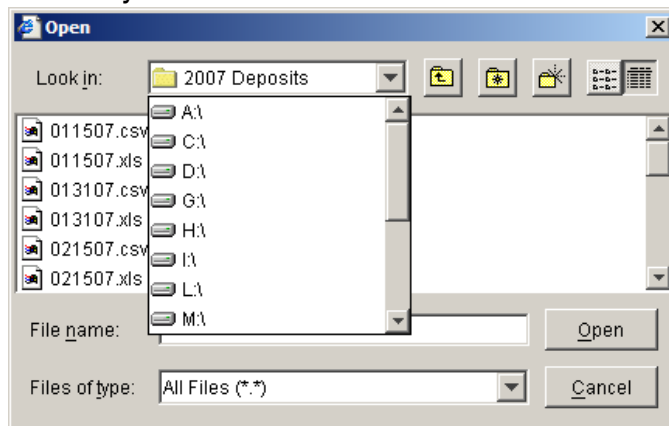 Open
Look in: 2007 Deposits
A:\
C:\
D:\
G:\
H:\
I:\
L:\
M:\
011507.csv
011507.xls
013107.csv
013107.xls
021507.csv
021507.xls
File name:
Open
Files of type: All Files (*.*)
Cancel